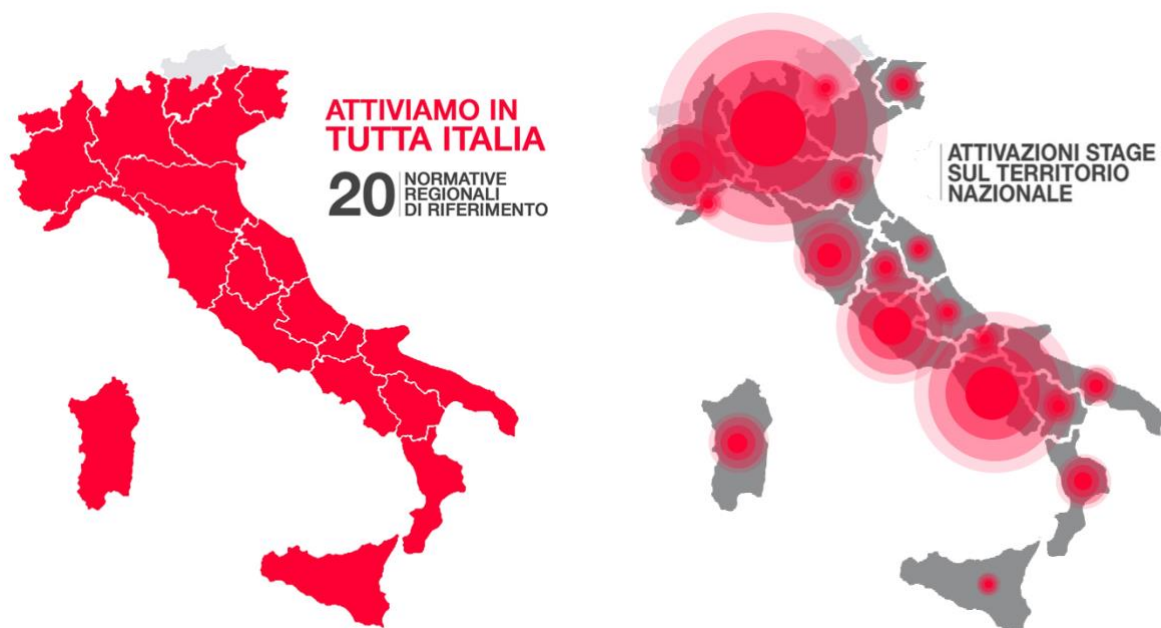 ATTIVIAMO IN
TUTTA ITALIA
20
NORMATIVE
REGIONALI
DI RIFERIMENTO
ATTIVAZIONI STAGE
SUL TERRITORIO
NAZIONALE